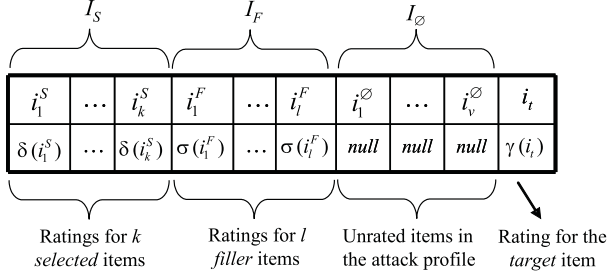 I_S I_F I_∅
i_1^S … i_k^S i_1^F … i_l^F i_1^∅ … i_v^∅ i_t
δ(i_1^S) … δ(i_k^S) σ(i_1^F) … σ(i_l^F) null null null γ(i_t)
Ratings for k
selected items
Ratings for l
filler items
Unrated items in
the attack profile
Rating for the
target item